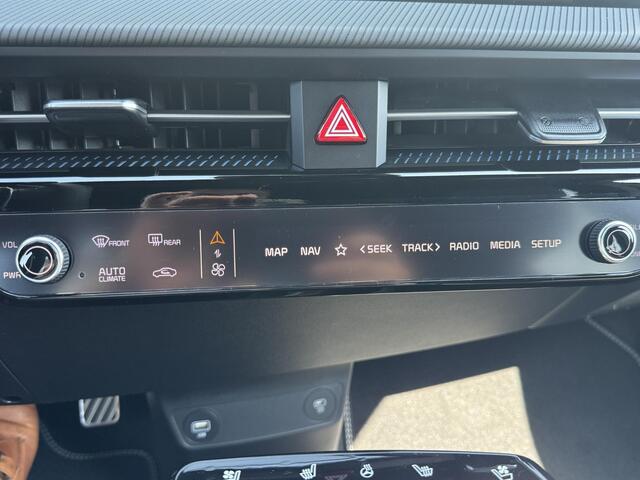 VOL FRONT REAR MAP NAV <SEEK TRACK> RADIO MEDIA SETUP
PWR AUTO
CLIMATE